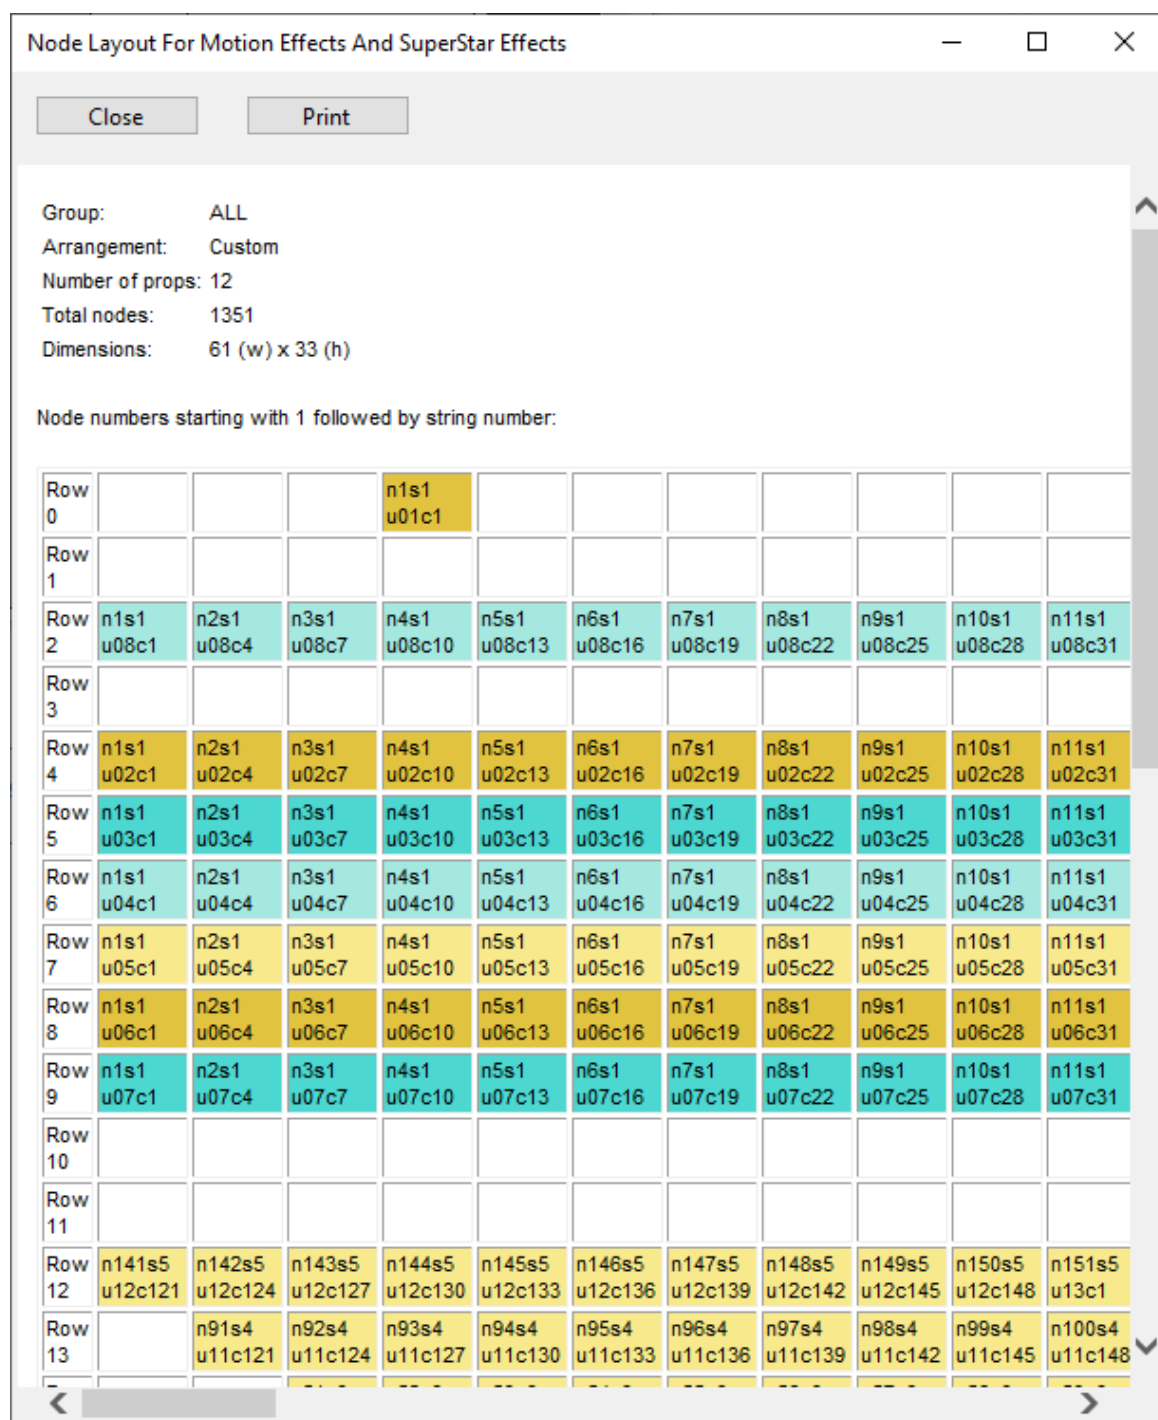 Node Layout For Motion Effects And SuperStar Effects
Close Print
Group: ALL
Arrangement: Custom
Number of props: 12
Total nodes: 1351
Dimensions: 61 (w) x 33 (h)
Node numbers starting with 1 followed by string number:
Row n1s1
0 u01c1
Row
1
Row n1s1 n2s1 n3s1 n4s1 n5s1 n6s1 n7s1 n8s1 n9s1 n10s1 n11s1
2 u08c1 u08c4 u08c7 u08c10 u08c13 u08c16 u08c19 u08c22 u08c25 u08c28 u08c31
Row
3
Row n1s1 n2s1 n3s1 n4s1 n5s1 n6s1 n7s1 n8s1 n9s1 n10s1 n11s1
4 u02c1 u02c4 u02c7 u02c10 u02c13 u02c16 u02c19 u02c22 u02c25 u02c28 u02c31
Row n1s1 n2s1 n3s1 n4s1 n5s1 n6s1 n7s1 n8s1 n9s1 n10s1 n11s1
5 u03c1 u03c4 u03c7 u03c10 u03c13 u03c16 u03c19 u03c22 u03c25 u03c28 u03c31
Row n1s1 n2s1 n3s1 n4s1 n5s1 n6s1 n7s1 n8s1 n9s1 n10s1 n11s1
6 u04c1 u04c4 u04c7 u04c10 u04c13 u04c16 u04c19 u04c22 u04c25 u04c28 u04c31
Row n1s1 n2s1 n3s1 n4s1 n5s1 n6s1 n7s1 n8s1 n9s1 n10s1 n11s1
7 u05c1 u05c4 u05c7 u05c10 u05c13 u05c16 u05c19 u05c22 u05c25 u05c28 u05c31
Row n1s1 n2s1 n3s1 n4s1 n5s1 n6s1 n7s1 n8s1 n9s1 n10s1 n11s1
8 u06c1 u06c4 u06c7 u06c10 u06c13 u06c16 u06c19 u06c22 u06c25 u06c28 u06c31
Row n1s1 n2s1 n3s1 n4s1 n5s1 n6s1 n7s1 n8s1 n9s1 n10s1 n11s1
9 u07c1 u07c4 u07c7 u07c10 u07c13 u07c16 u07c19 u07c22 u07c25 u07c28 u07c31
Row
10
Row
11
Row n141s5 n142s5 n143s5 n144s5 n145s5 n146s5 n147s5 n148s5 n149s5 n150s5 n151s5
12 u12c121 u12c124 u12c127 u12c130 u12c133 u12c136 u12c139 u12c142 u12c145 u12c148 u13c1
Row n91s4 n92s4 n93s4 n94s4 n95s4 n96s4 n97s4 n98s4 n99s4 n100s4
13 u11c121 u11c124 u11c127 u11c130 u11c133 u11c136 u11c139 u11c142 u11c145 u11c148